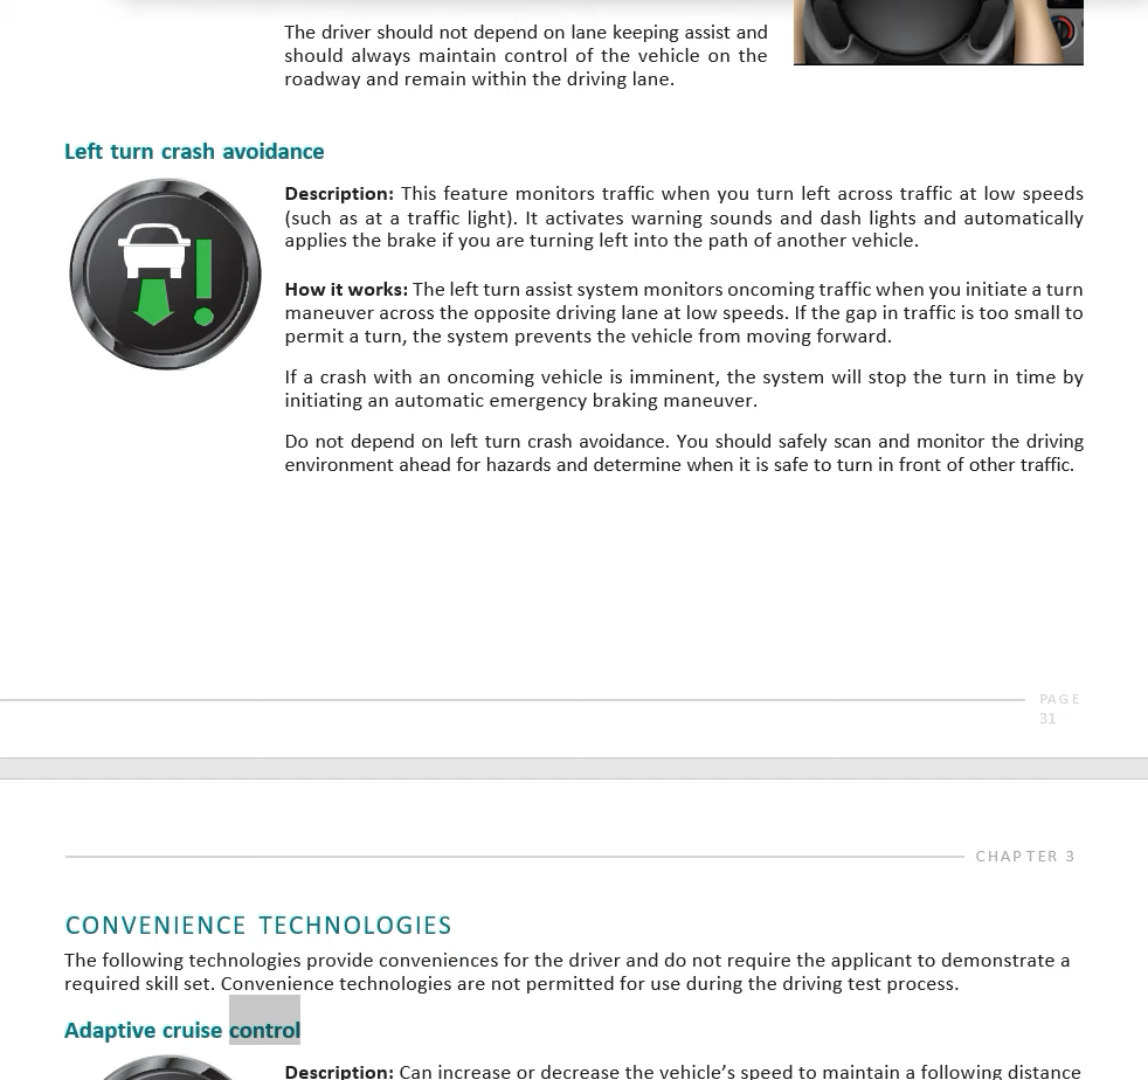 The driver should not depend on lane keeping assist and
should always maintain control of the vehicle on the
roadway and remain within the driving lane.
Left turn crash avoidance
Description: This feature monitors traffic when you turn left across traffic at low speeds
(such as at a traffic light). It activates warning sounds and dash lights and automatically
applies the brake if you are turning left into the path of another vehicle.
How it works: The left turn assist system monitors oncoming traffic when you initiate a turn
maneuver across the opposite driving lane at low speeds. If the gap in traffic is too small to
permit a turn, the system prevents the vehicle from moving forward.
If a crash with an oncoming vehicle is imminent, the system will stop the turn in time by
initiating an automatic emergency braking maneuver.
Do not depend on left turn crash avoidance. You should safely scan and monitor the driving
environment ahead for hazards and determine when it is safe to turn in front of other traffic.
PAGE
31
CHAPTER 3
CONVENIENCE TECHNOLOGIES
The following technologies provide conveniences for the driver and do not require the applicant to demonstrate a
required skill set. Convenience technologies are not permitted for use during the driving test process.
Adaptive cruise control
Description: Can increase or decrease the vehicle's speed to maintain a following distance